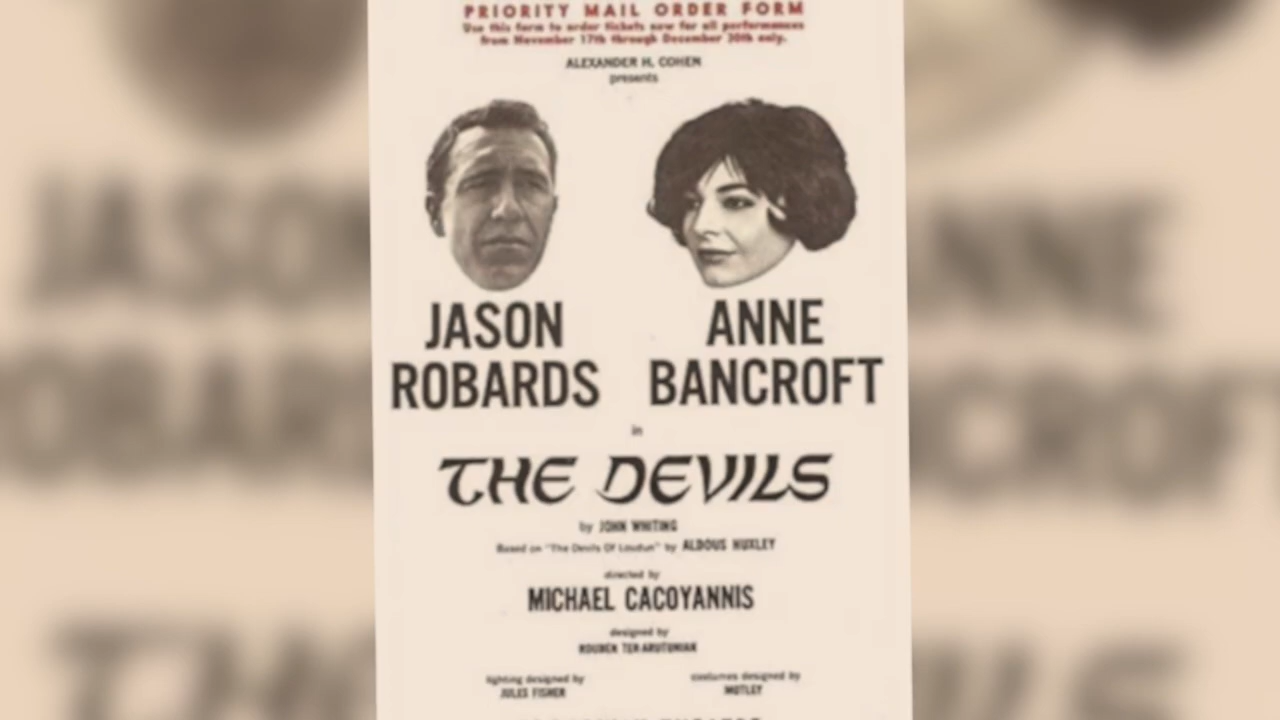 PRIORITY MAIL ORDER FORM
Use this form to order tickets now for all performances
from November 17th through December 30th only.
ALEXANDER H. COHEN
presents
JASON ANNE
ROBARDS BANCROFT
in
THE DEVILS
by JOHN WHITING
Based on "The Devils Of Loudun" by ALDOUS HUXLEY
directed by
MICHAEL CACOYANNIS
designed by
ROUBEN TER-ARUTUNIAN
lighting designed by costumes designed by
JULES FISHER MOTLEY